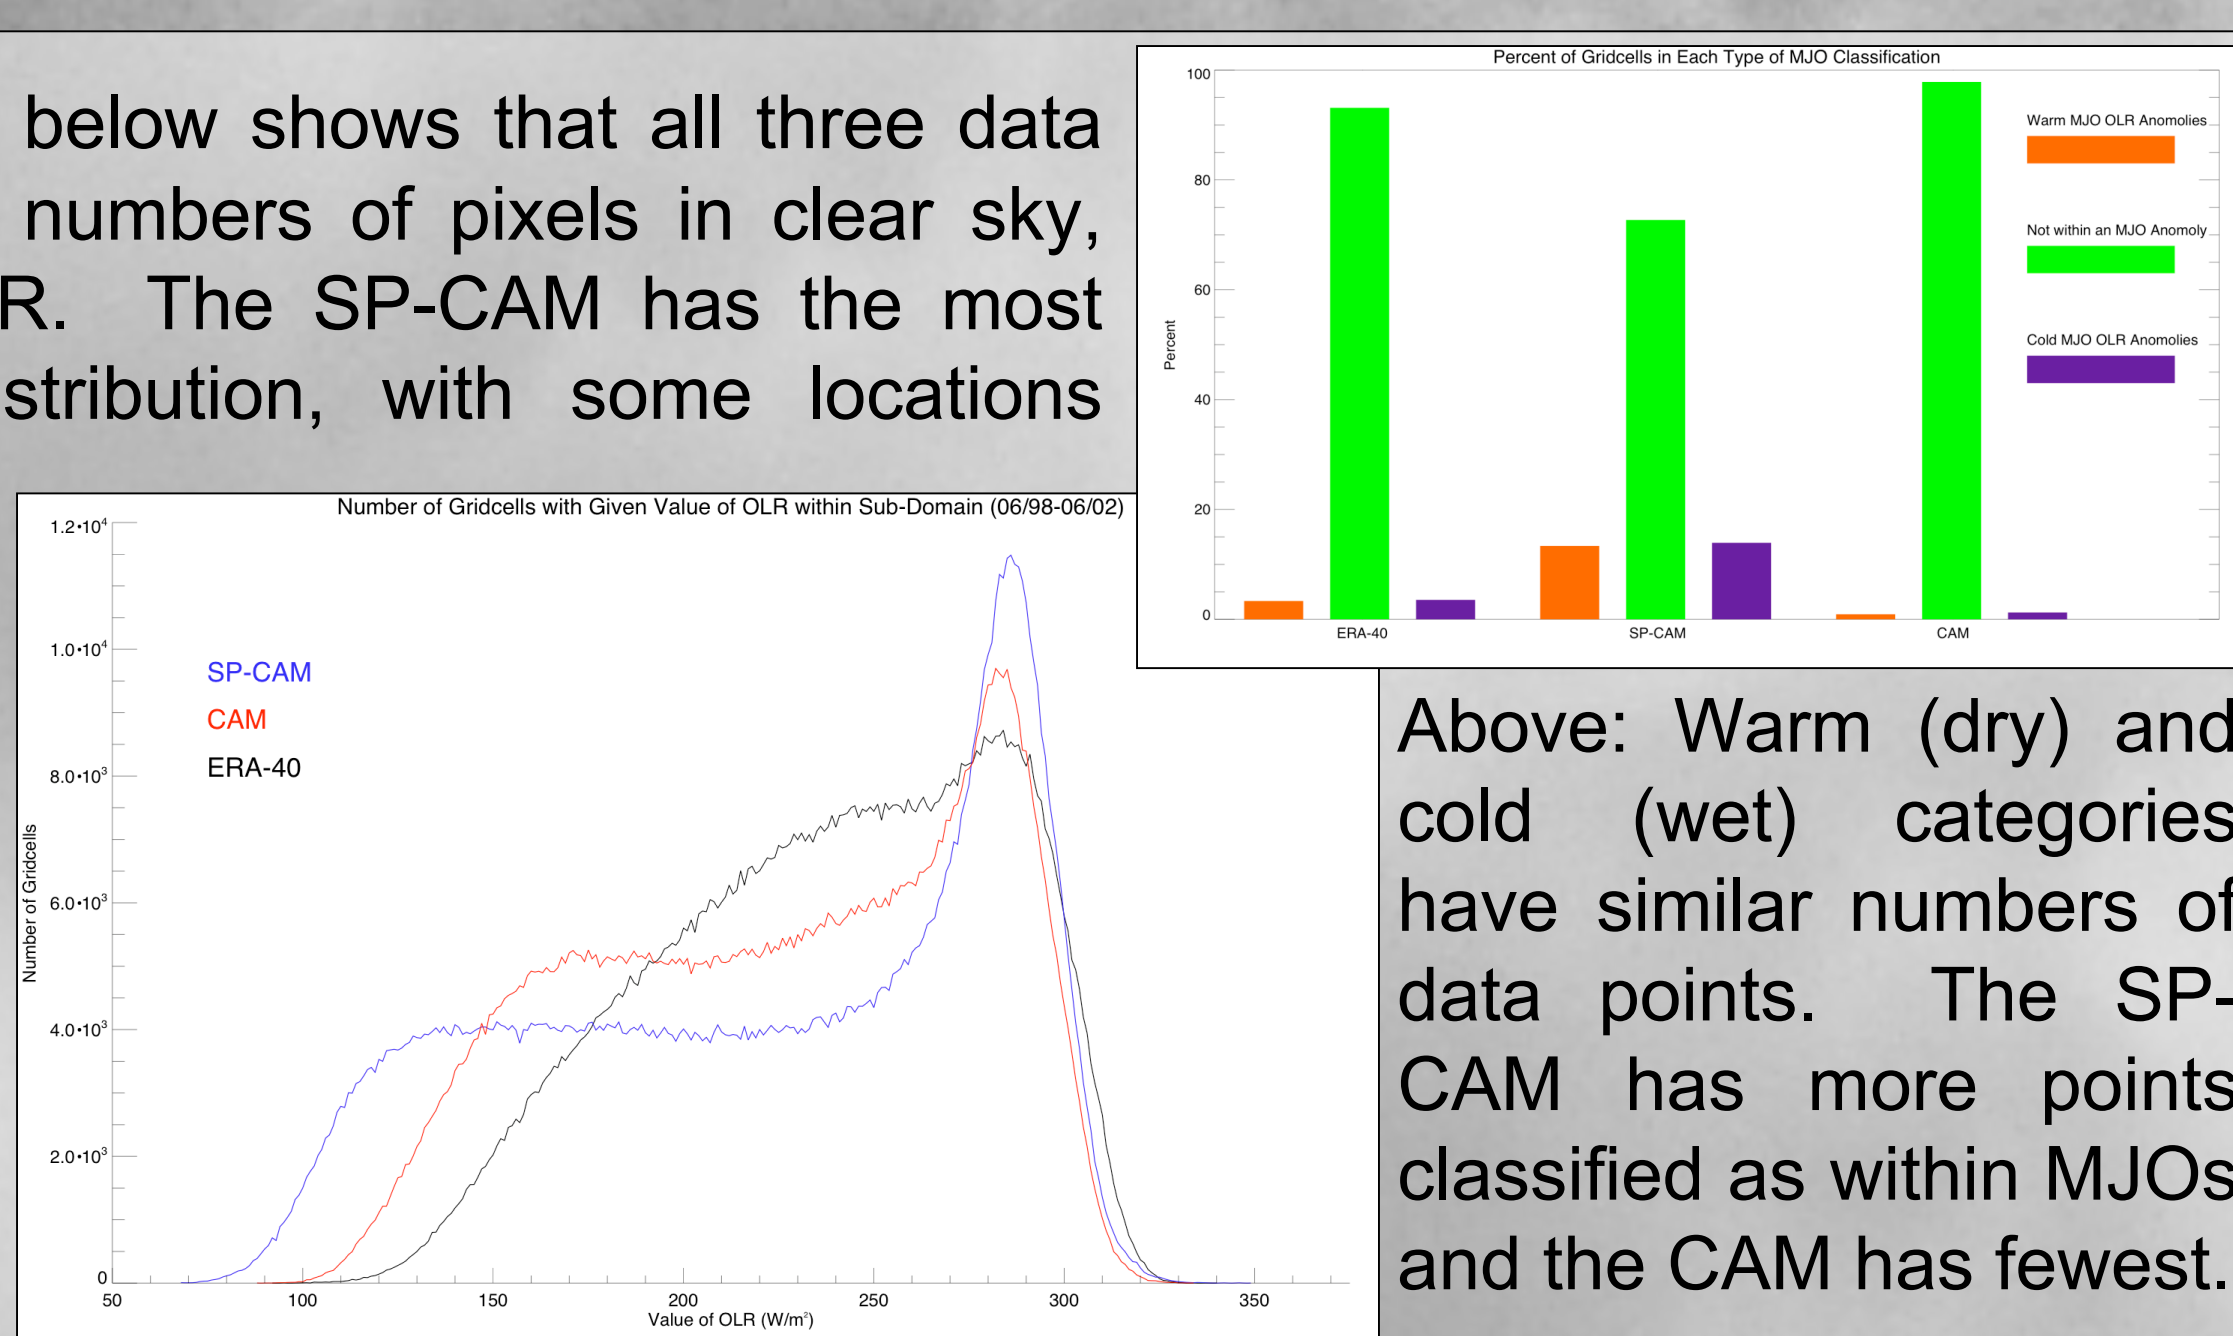 below shows that all three data
numbers of pixels in clear sky,
R. The SP-CAM has the most
stribution, with some locations
Percent of Gridcells in Each Type of MJO Classification
100
80
60
40
20
0
Percent
Warm MJO OLR Anomolies
Not within an MJO Anomoly
Cold MJO OLR Anomolies
ERA-40 SP-CAM CAM
Number of Gridcells with Given Value of OLR within Sub-Domain (06/98-06/02)
1.2•10⁴
1.0•10⁴
8.0•10³
6.0•10³
4.0•10³
2.0•10³
0
Number of Gridcells
SP-CAM
CAM
ERA-40
50 100 150 200 250 300 350
Value of OLR (W/m²)
Above: Warm (dry) and
cold (wet) categories
have similar numbers of
data points. The SP-
CAM has more points
classified as within MJOs
and the CAM has fewest.